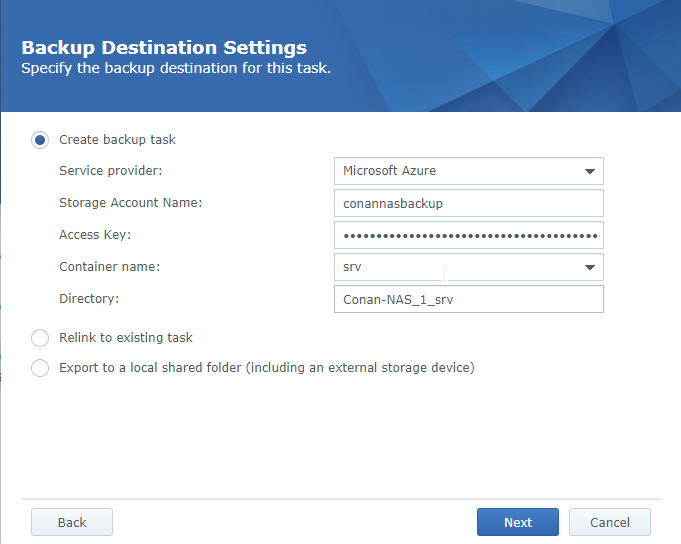 Backup Destination Settings
Specify the backup destination for this task.
Create backup task
Service provider: Microsoft Azure
Storage Account Name: conannasbackup
Access Key: ••••••••••••••••••••••••••••••••••••••
Container name: srv
Directory: Conan-NAS_1_srv
Relink to existing task
Export to a local shared folder (including an external storage device)
Back Next Cancel